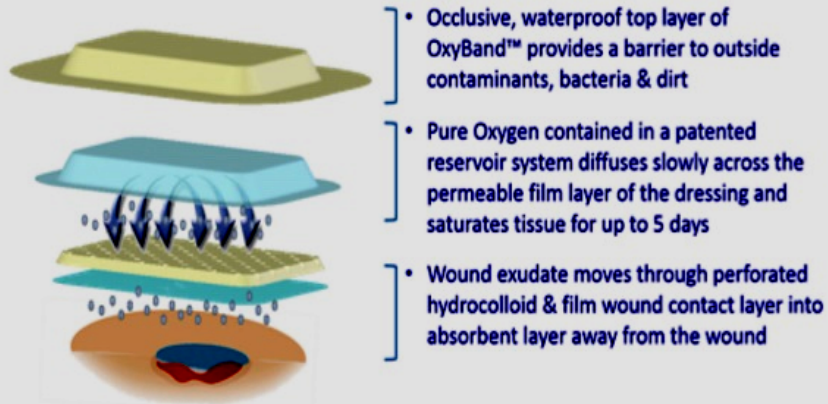 • Occlusive, waterproof top layer of
OxyBand™ provides a barrier to outside
contaminants, bacteria & dirt
• Pure Oxygen contained in a patented
reservoir system diffuses slowly across the
permeable film layer of the dressing and
saturates tissue for up to 5 days
• Wound exudate moves through perforated
hydrocolloid & film wound contact layer into
absorbent layer away from the wound